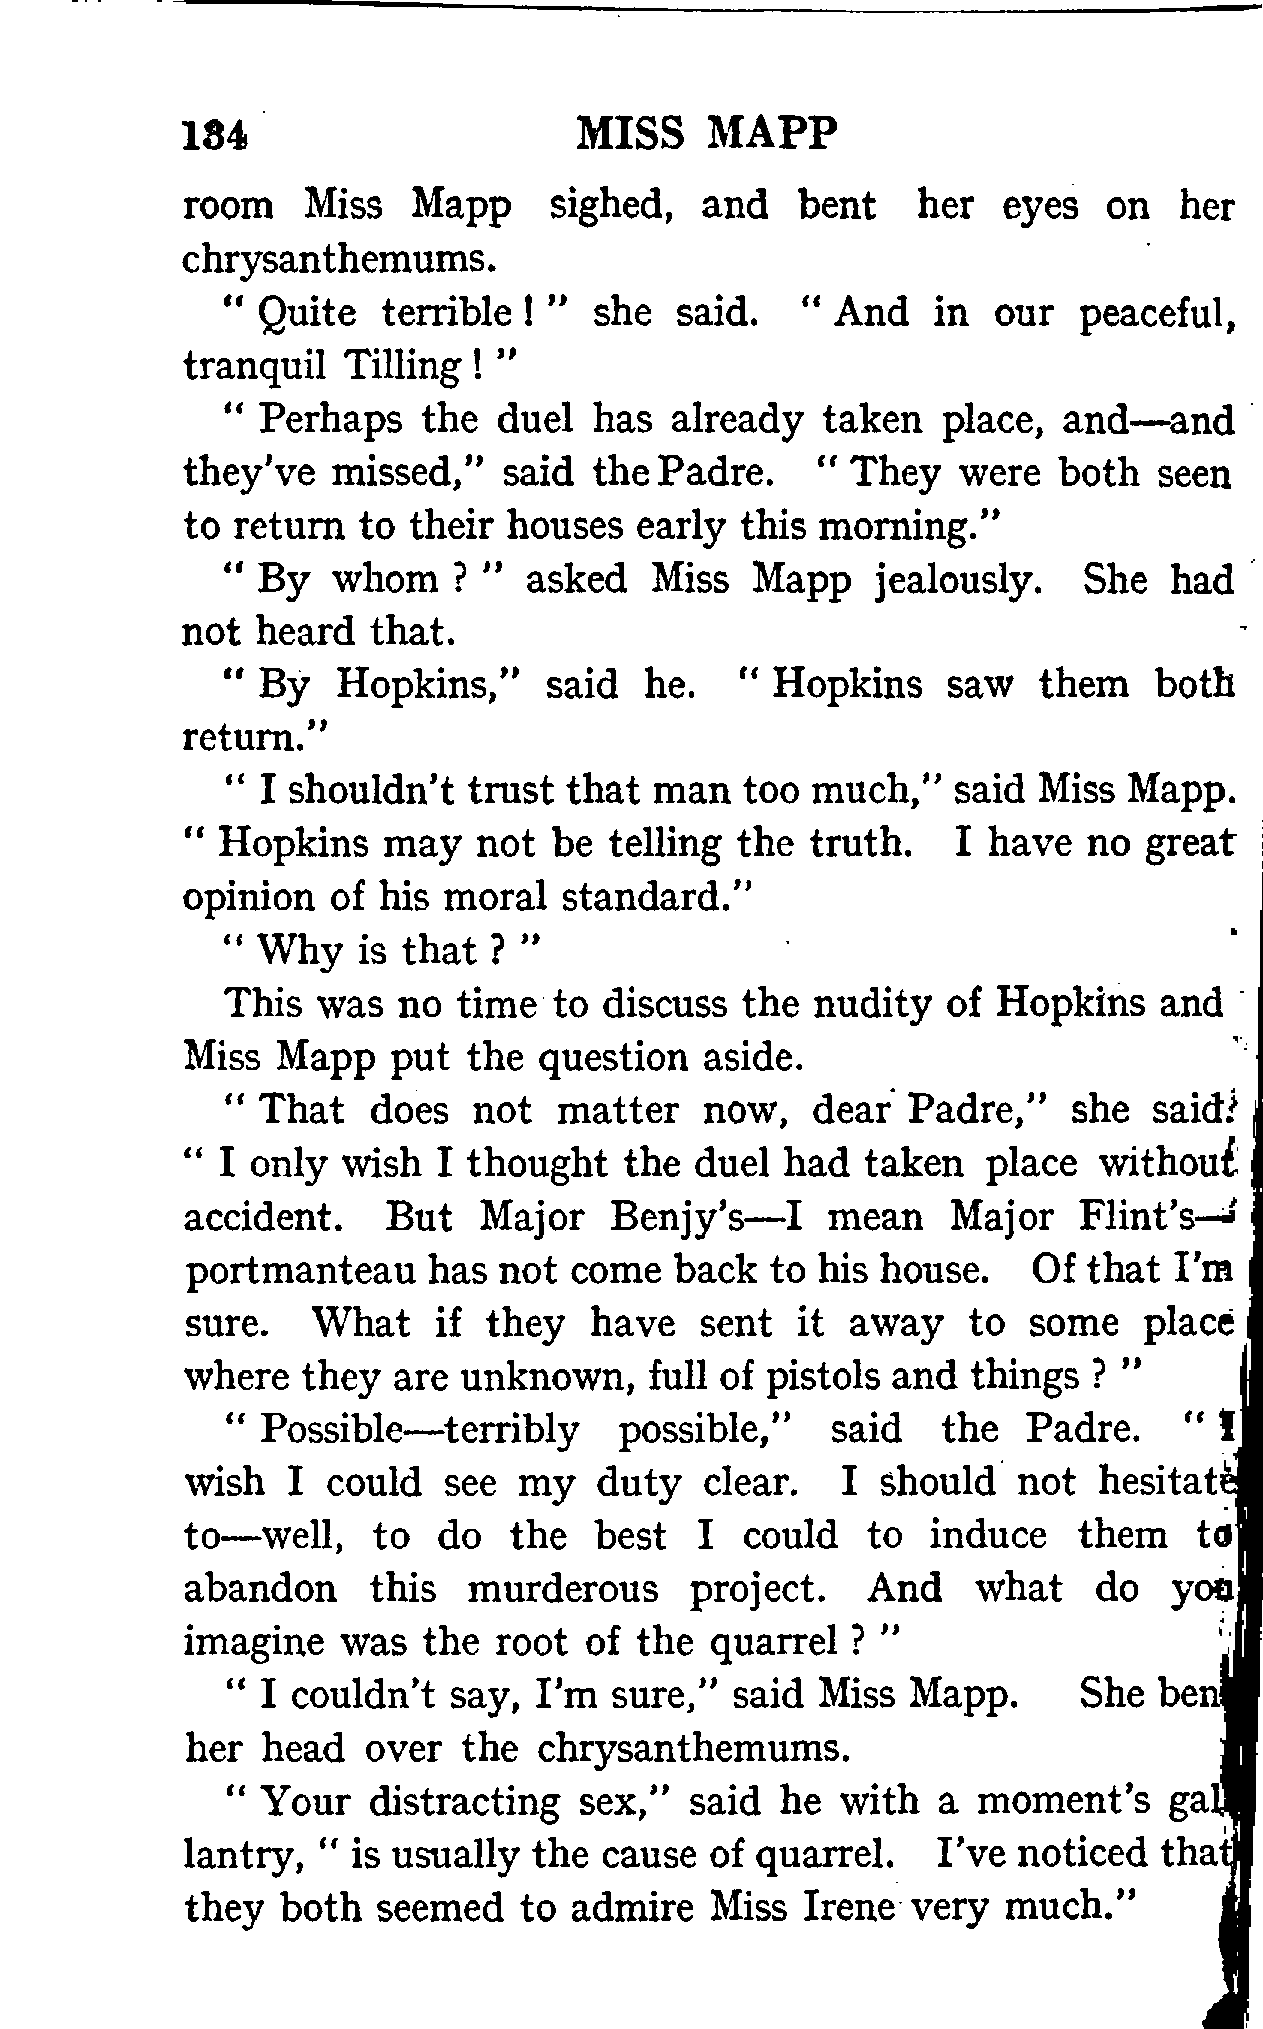 134 MISS MAPP
room Miss Mapp sighed, and bent her eyes on her
chrysanthemums.
" Quite terrible ! " she said. " And in our peaceful,
tranquil Tilling ! "
" Perhaps the duel has already taken place, and—and
they've missed," said the Padre. " They were both seen
to return to their houses early this morning."
" By whom ? " asked Miss Mapp jealously. She had
not heard that.
" By Hopkins," said he. " Hopkins saw them both
return."
" I shouldn't trust that man too much," said Miss Mapp.
" Hopkins may not be telling the truth. I have no great
opinion of his moral standard."
" Why is that ? "
This was no time to discuss the nudity of Hopkins and
Miss Mapp put the question aside.
" That does not matter now, dear Padre," she said.
" I only wish I thought the duel had taken place without
accident. But Major Benjy's—I mean Major Flint's—
portmanteau has not come back to his house. Of that I'm
sure. What if they have sent it away to some place
where they are unknown, full of pistols and things ? "
" Possible—terribly possible," said the Padre. " I
wish I could see my duty clear. I should not hesitate
to—well, to do the best I could to induce them to
abandon this murderous project. And what do you
imagine was the root of the quarrel ? "
" I couldn't say, I'm sure," said Miss Mapp. She bent
her head over the chrysanthemums.
" Your distracting sex," said he with a moment's gal-
lantry, " is usually the cause of quarrel. I've noticed that
they both seemed to admire Miss Irene very much."